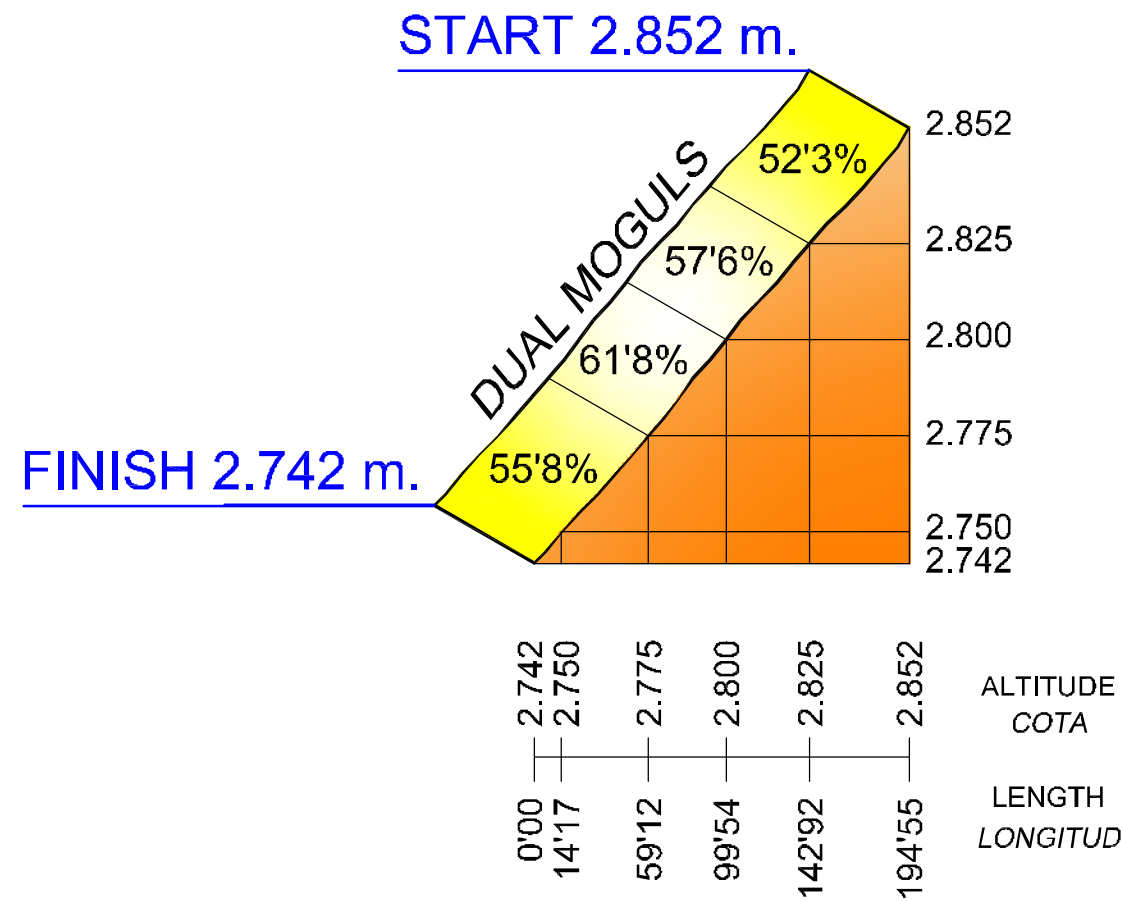 START 2.852 m.
2.852
52'3%
DUAL MOGULS
2.825
57'6%
2.800
61'8%
2.775
FINISH 2.742 m.
55'8%
2.750
2.742
2.742 2.750 2.775 2.800 2.825 2.852
ALTITUDE
COTA
0'00 14'17 59'12 99'54 142'92 194'55
LENGTH
LONGITUD